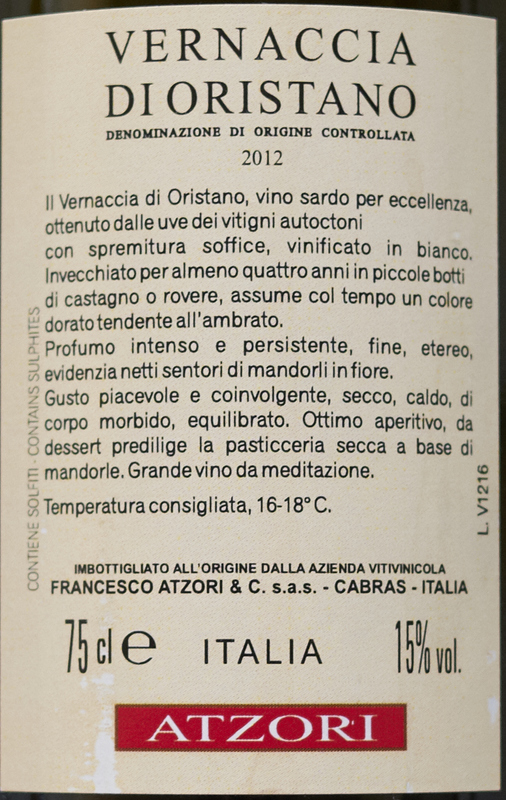 VERNACCIA
DI ORISTANO
DENOMINAZIONE DI ORIGINE CONTROLLATA
2012
Il Vernaccia di Oristano, vino sardo per eccellenza,
ottenuto dalle uve dei vitigni autoctoni
con spremitura soffice, vinificato in bianco.
Invecchiato per almeno quattro anni in piccole botti
di castagno o rovere, assume col tempo un colore
dorato tendente all'ambrato.
Profumo intenso e persistente, fine, etereo,
evidenzia netti sentori di mandorli in fiore.
Gusto piacevole e coinvolgente, secco, caldo, di
corpo morbido, equilibrato. Ottimo aperitivo, da
dessert predilige la pasticceria secca a base di
mandorle. Grande vino da meditazione.
Temperatura consigliata, 16-18° C.
CONTIENE SOLFITI - CONTAINS SULPHITES
L. V1216
IMBOTTIGLIATO ALL'ORIGINE DALLA AZIENDA VITIVINICOLA
FRANCESCO ATZORI & C. s.a.s. - CABRAS - ITALIA
75 cl e ITALIA 15% vol.
ATZORI